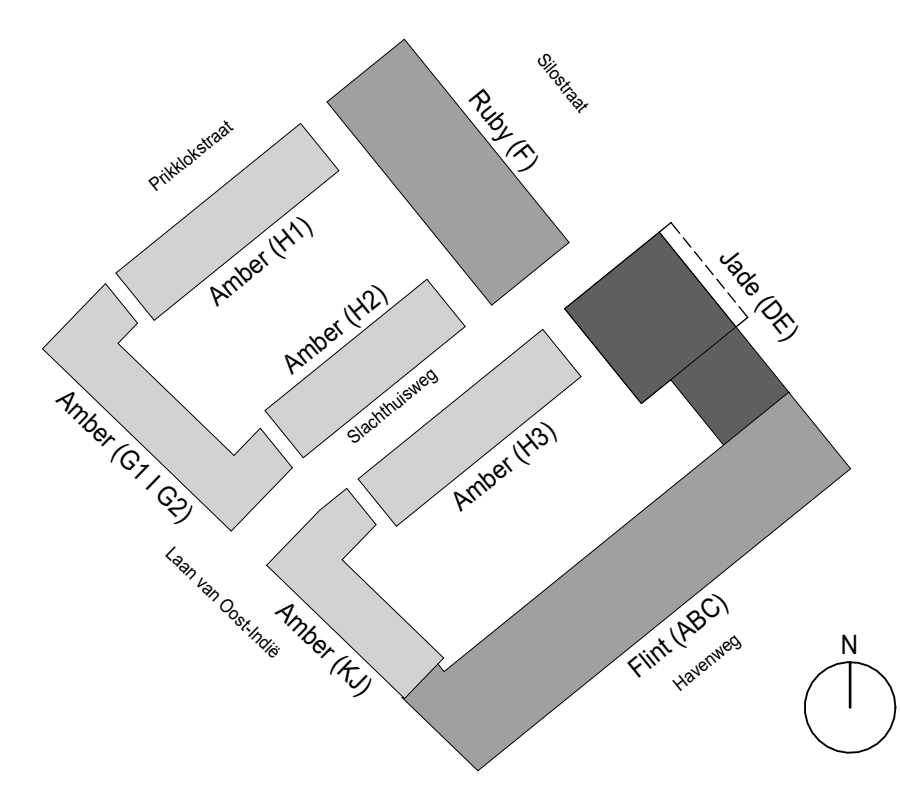 Silostraat
Ruby (F)
Prikklokstraat
Amber (H1)
Jade (DE)
Amber (H2)
Slachthuisweg
Amber (G1 I G2)
Amber (H3)
Laan van Oost-Indië
Amber (KJ)
Flint (ABC)
Havenweg
N